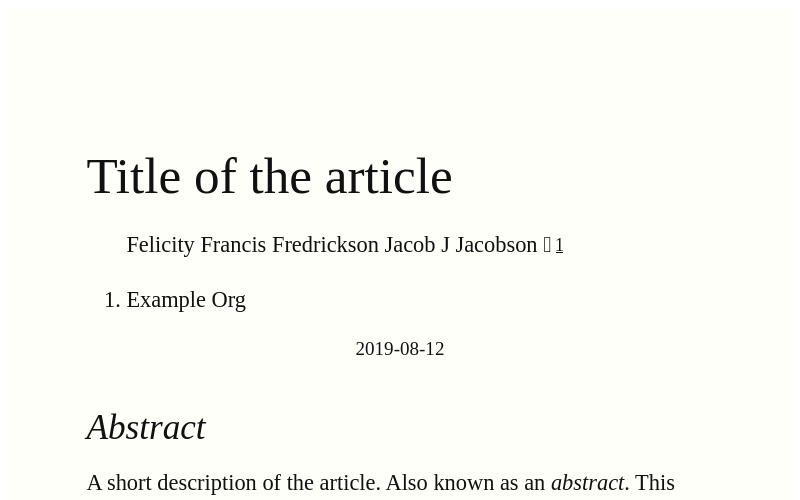 Title of the article
Felicity Francis Fredrickson Jacob J Jacobson 1
1. Example Org
2019-08-12
Abstract
A short description of the article. Also known as an abstract. This